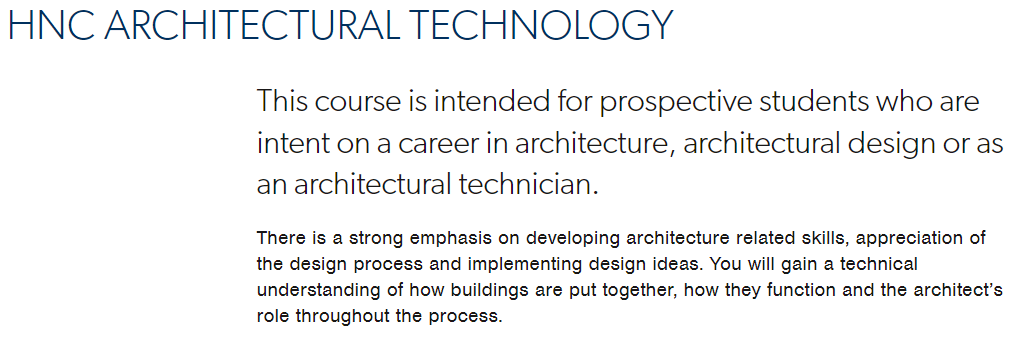 HNC ARCHITECTURAL TECHNOLOGY
This course is intended for prospective students who are
intent on a career in architecture, architectural design or as
an architectural technician.
There is a strong emphasis on developing architecture related skills, appreciation of
the design process and implementing design ideas. You will gain a technical
understanding of how buildings are put together, how they function and the architect’s
role throughout the process.